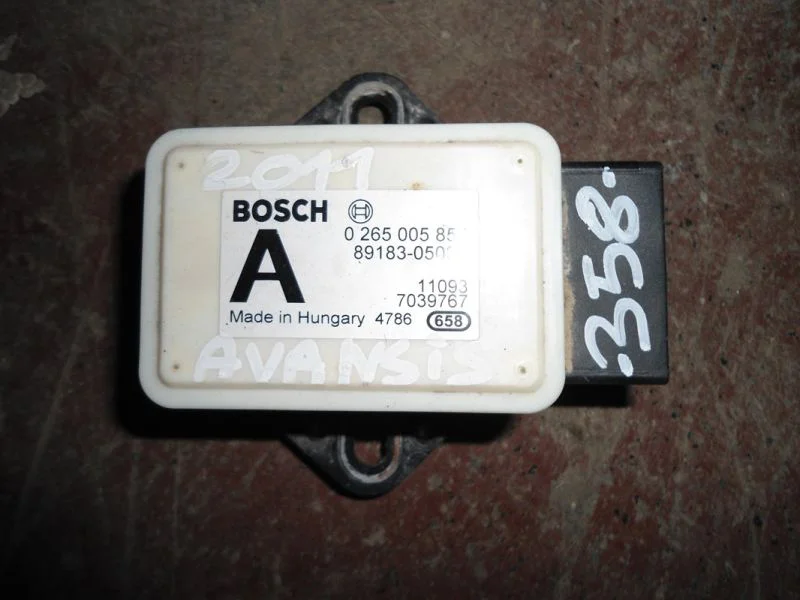 2011
BOSCH
A
0 265 005 85
89183-050
11093
7039767
Made in Hungary 4786 658
AVANSiS
.358.